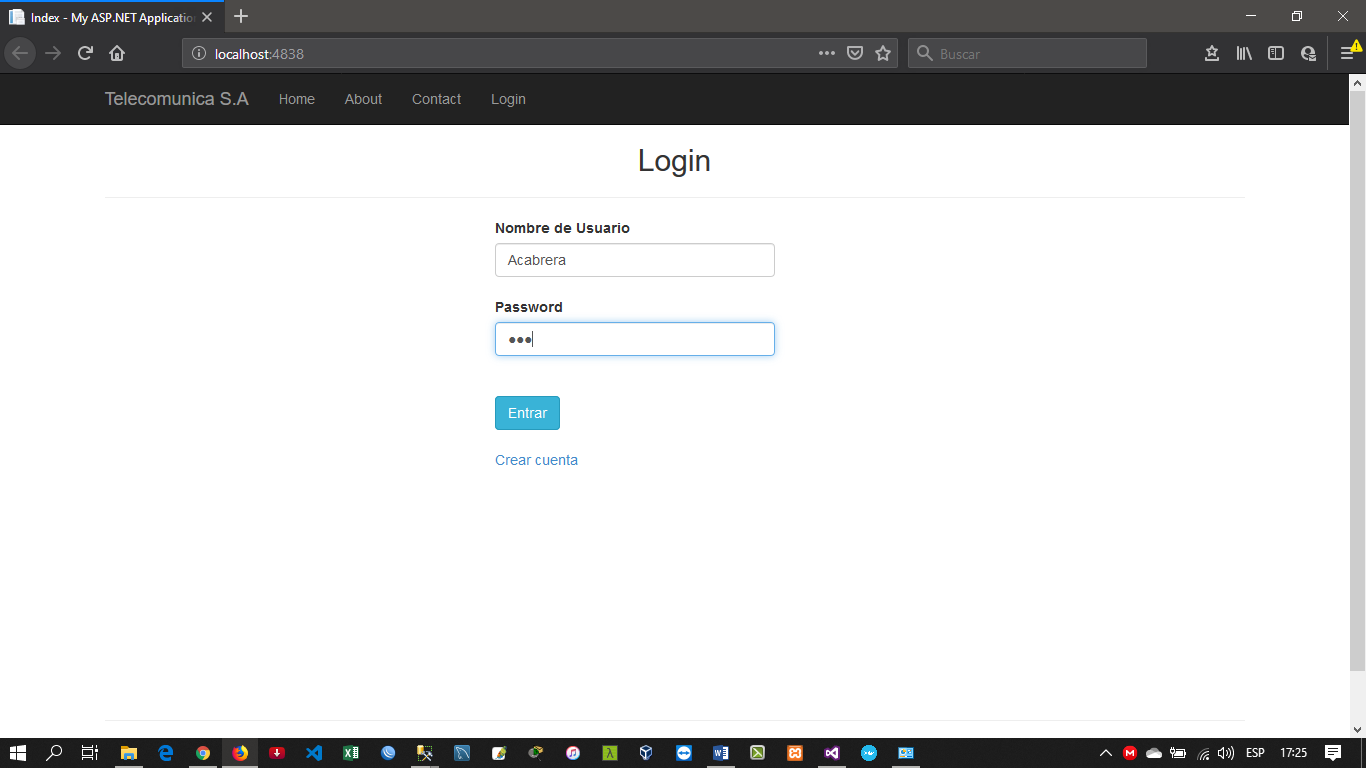 Index - My ASP.NET Applicatio
localhost:4838
Buscar
Telecomunica S.A Home About Contact Login
Login
Nombre de Usuario
Acabrera
Password
Entrar
Crear cuenta
ESP 17:25